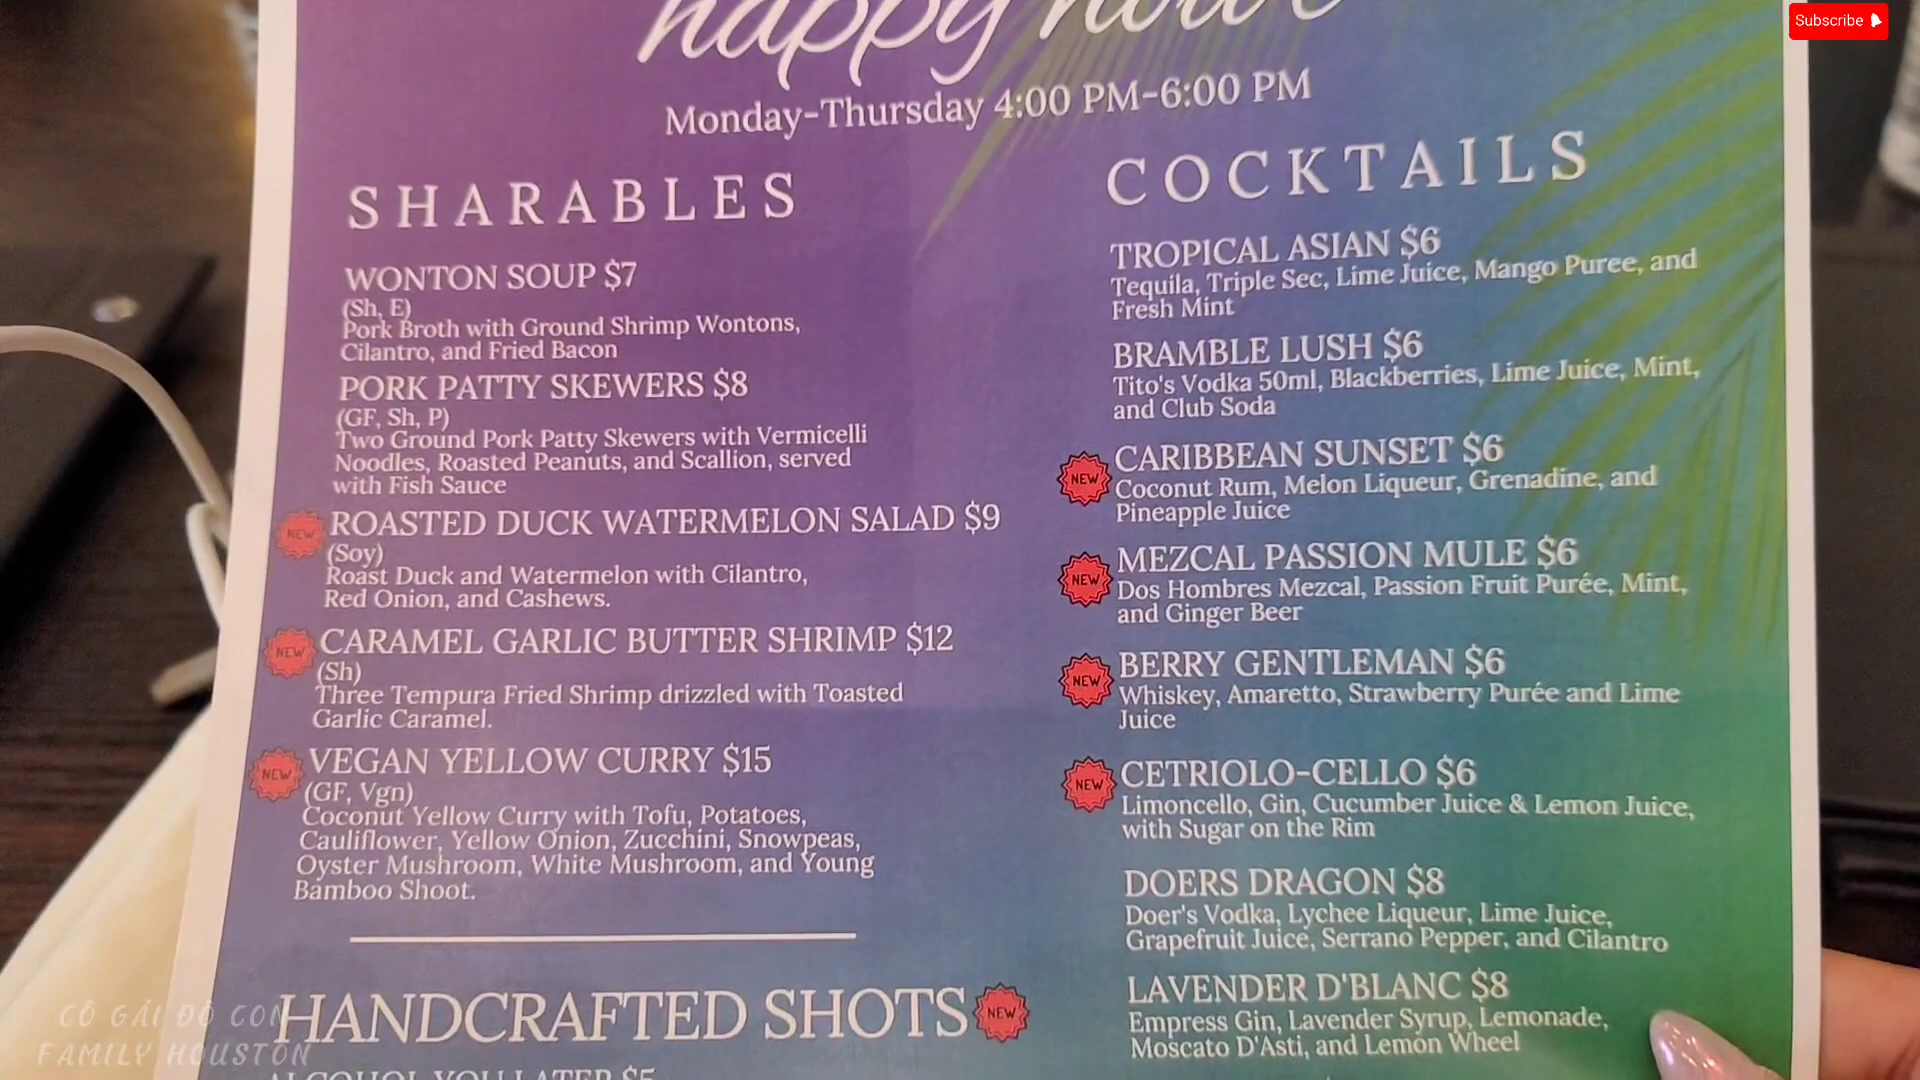 Subscribe
happy hour
Monday-Thursday 4:00 PM-6:00 PM
SHARABLES
WONTON SOUP $7
(Sh, E)
Pork Broth with Ground Shrimp Wontons,
Cilantro, and Fried Bacon
PORK PATTY SKEWERS $8
(GF, Sh, P)
Two Ground Pork Patty Skewers with Vermicelli
Noodles, Roasted Peanuts, and Scallion, served
with Fish Sauce
NEW ROASTED DUCK WATERMELON SALAD $9
(Soy)
Roast Duck and Watermelon with Cilantro,
Red Onion, and Cashews.
NEW CARAMEL GARLIC BUTTER SHRIMP $12
(Sh)
Three Tempura Fried Shrimp drizzled with Toasted
Garlic Caramel.
NEW VEGAN YELLOW CURRY $15
(GF, Vgn)
Coconut Yellow Curry with Tofu, Potatoes,
Cauliflower, Yellow Onion, Zucchini, Snowpeas,
Oyster Mushroom, White Mushroom, and Young
Bamboo Shoot.
HANDCRAFTED SHOTS NEW
ALCOHOL YOU LATER $5
COCKTAILS
TROPICAL ASIAN $6
Tequila, Triple Sec, Lime Juice, Mango Puree, and
Fresh Mint
BRAMBLE LUSH $6
Tito's Vodka 50ml, Blackberries, Lime Juice, Mint,
and Club Soda
NEW CARIBBEAN SUNSET $6
Coconut Rum, Melon Liqueur, Grenadine, and
Pineapple Juice
NEW MEZCAL PASSION MULE $6
Dos Hombres Mezcal, Passion Fruit Purée, Mint,
and Ginger Beer
NEW BERRY GENTLEMAN $6
Whiskey, Amaretto, Strawberry Purée and Lime
Juice
NEW CETRIOLO-CELLO $6
Limoncello, Gin, Cucumber Juice & Lemon Juice,
with Sugar on the Rim
DOERS DRAGON $8
Doer's Vodka, Lychee Liqueur, Lime Juice,
Grapefruit Juice, Serrano Pepper, and Cilantro
LAVENDER D'BLANC $8
Empress Gin, Lavender Syrup, Lemonade,
Moscato D'Asti, and Lemon Wheel
CÔ GÁI ĐÔ CON
FAMILY HOUSTON